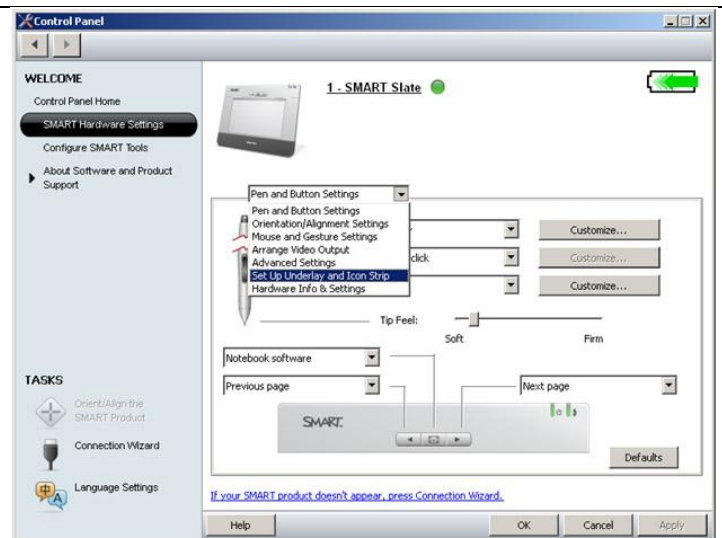 Control Panel
WELCOME
Control Panel Home
SMART Hardware Settings
Configure SMART Tools
About Software and Product
Support
1 - SMART Slate
Pen and Button Settings
Pen and Button Settings
Orientation/Alignment Settings
Mouse and Gesture Settings
Arrange Video Output
Advanced Settings
Set Up Underlay and Icon Strip
Hardware Info & Settings
Customize...
click
Customize...
Customize...
Tip Feel:
Soft
Firm
Notebook software
Previous page
Next page
SMART
Defaults
TASKS
Orient/Align the
SMART Product
Connection Wizard
Language Settings
If your SMART product doesn't appear, press Connection Wizard.
Help
OK
Cancel
Apply